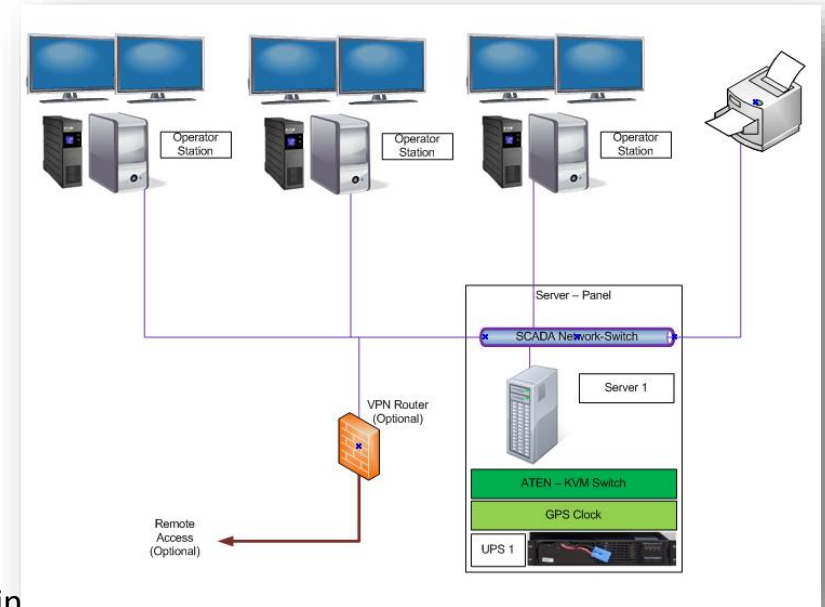 Operator
Station
Operator
Station
Operator
Station
Server – Panel
SCADA Network-Switch
Server 1
VPN Router
(Optional)
ATEN – KVM Switch
GPS Clock
Remote
Access
(Optional)
UPS 1
in